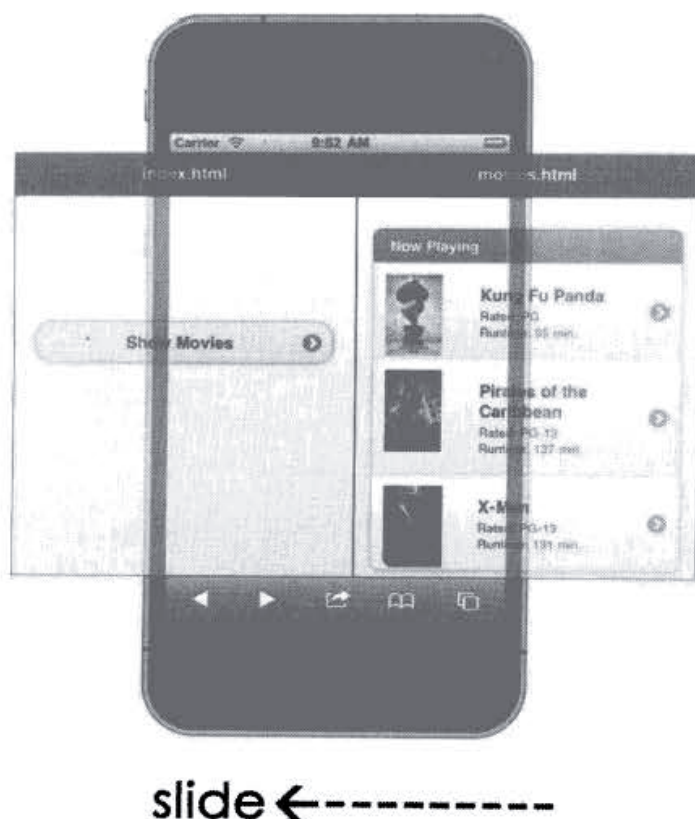 Carrier 9:52 AM
index.html
movies.html
Show Movies
Now Playing
Kung Fu Panda
Rated: PG
Runtime: 95 min.
Pirates of the
Caribbean
Rated: PG-13
Runtime: 137 min.
X-Men
Rated: PG-13
Runtime: 131 min.
slide